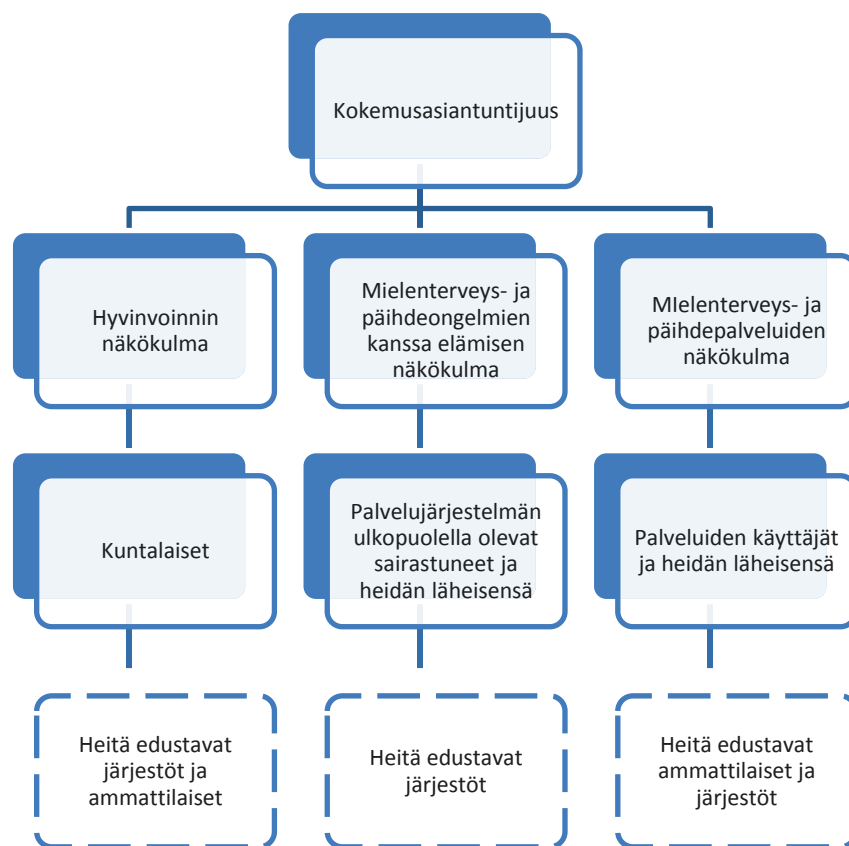 Kokemusasiantuntijuus
Hyvinvoinnin
näkökulma
Mielenterveys- ja
päihdeongelmien
kanssa elämisen
näkökulma
MIelenterveys- ja
päihdepalveluiden
näkökulma
Kuntalaiset
Palvelujärjestelmän
ulkopuolella olevat
sairastuneet ja
heidän läheisensä
Palveluiden käyttäjät
ja heidän läheisensä
Heitä edustavat
järjestöt ja
ammattilaiset
Heitä edustavat
järjestöt
Heitä edustavat
ammattilaiset ja
järjestöt